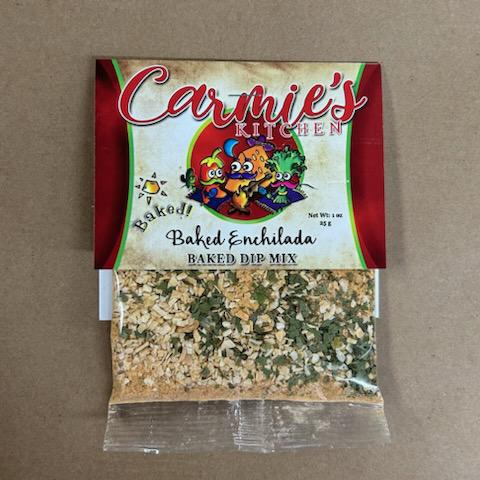 Carmie's
KITCHEN
Baked!
Net Wt: 1 oz
25 g
Baked Enchilada
BAKED DIP MIX